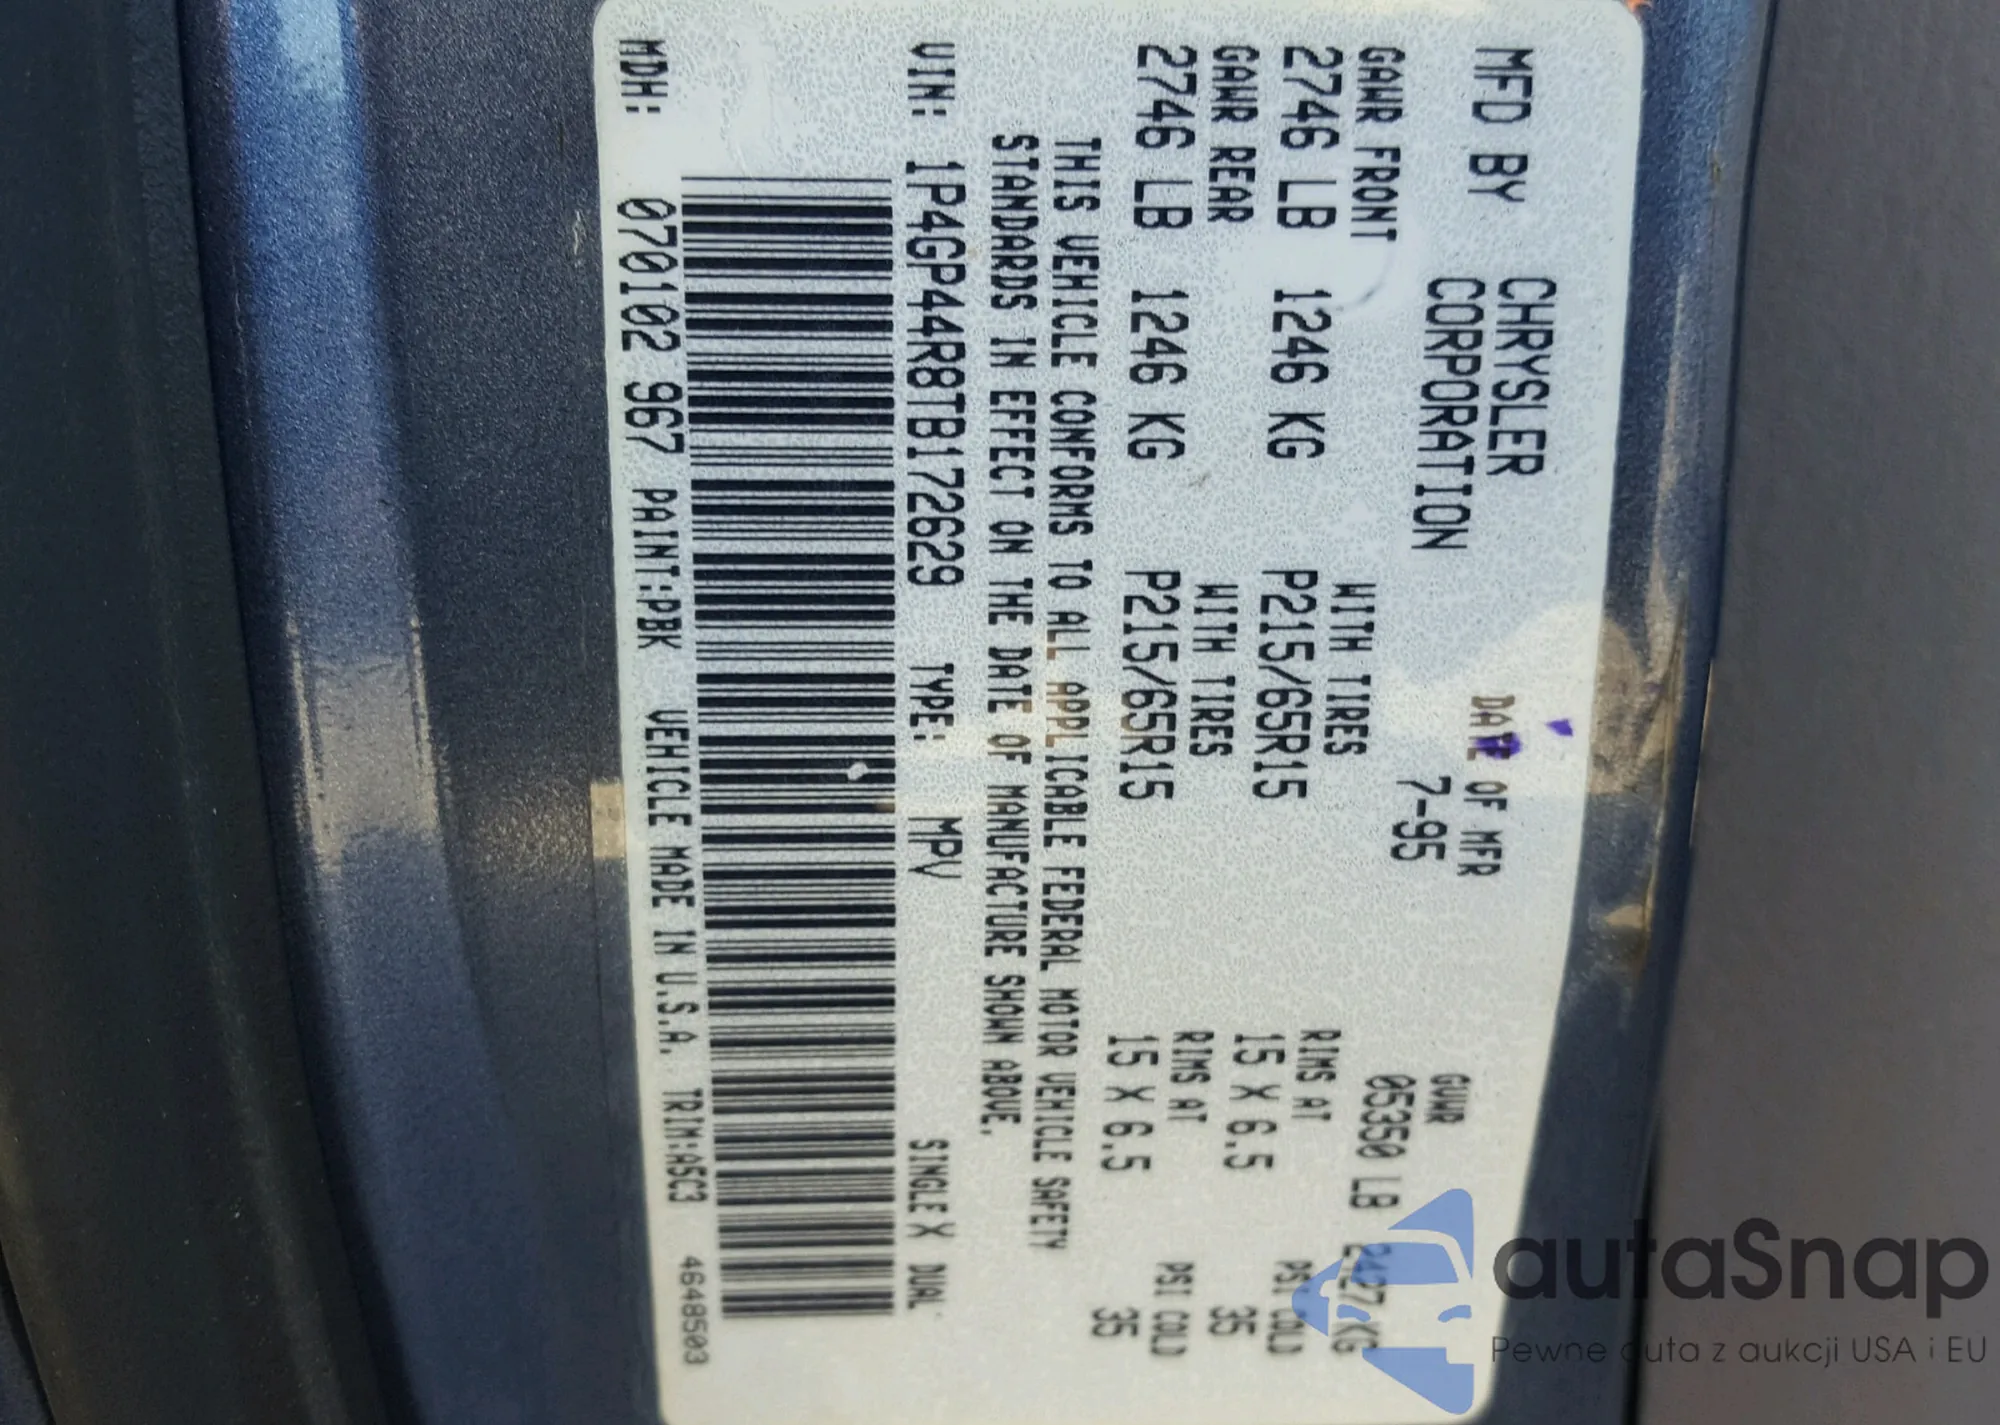 MFD BY CHRYSLER CORPORATION DATE OF MFR 7-95 GVWR 05350 LB 2427 KG
GAWR FRONT WITH TIRES RIMS AT PSI COLD
2746 LB 1246 KG P215/65R15 15 X 6.5 35
GAWR REAR WITH TIRES RIMS AT PSI COLD
2746 LB 1246 KG P215/65R15 15 X 6.5 35
THIS VEHICLE CONFORMS TO ALL APPLICABLE FEDERAL MOTOR VEHICLE SAFETY
STANDARDS IN EFFECT ON THE DATE OF MANUFACTURE SHOWN ABOVE.
VIN: 1P4GP44R8TB172629 TYPE: MPV SINGLE X DUAL
MDH: 070102 967 PAINT:PBK VEHICLE MADE IN U.S.A. TRIM:A5C3 4648503
autaSnap
Pewne auta z aukcji USA i EU